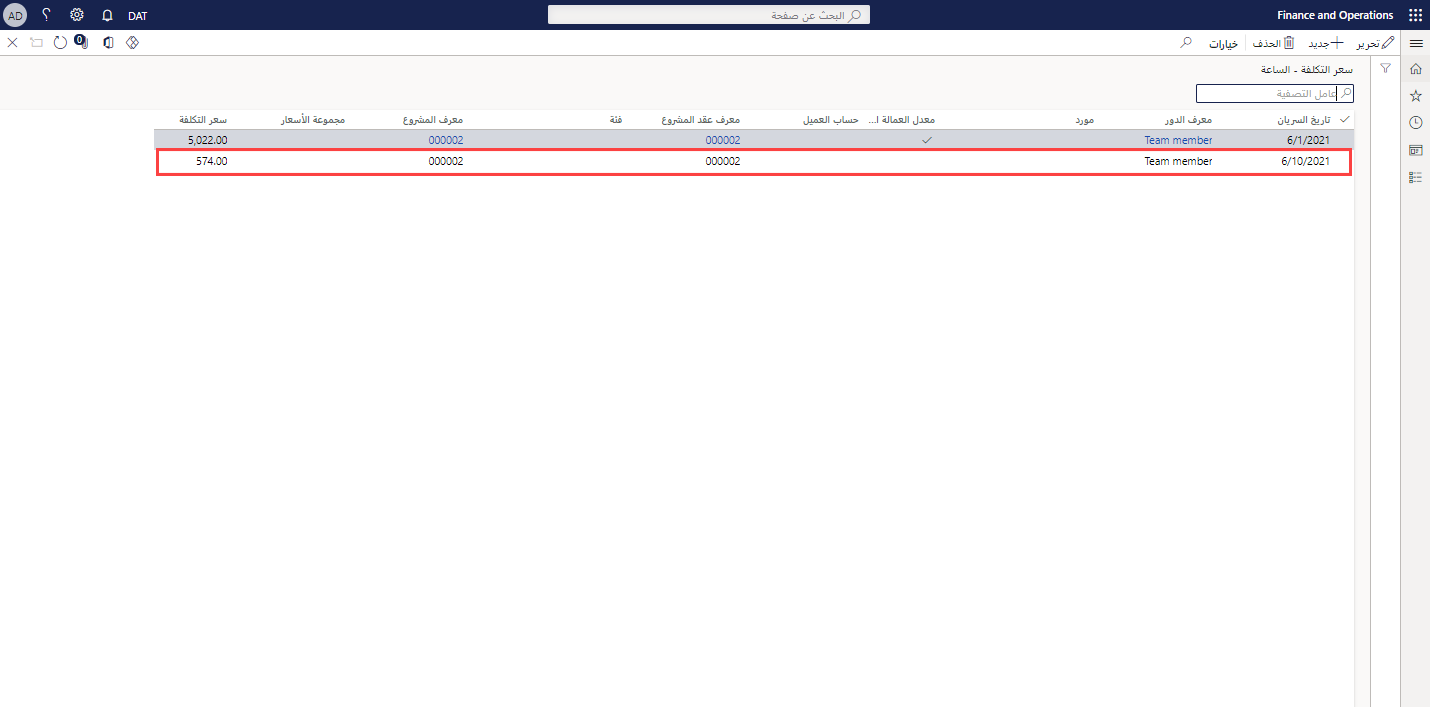 Finance and Operations
البحث عن صفحة
DAT
AD
تحرير
جديد
الحذف
خيارات
0
سعر التكلفة - الساعة
عامل التصفية
تاريخ السريان معرف الدور مورد معدل العمالة ا... حساب العميل معرف عقد المشروع فئة معرف المشروع مجموعة الأسعار سعر التكلفة
6/1/2021 Team member 000002 000002 5,022.00
6/10/2021 Team member 000002 000002 574.00